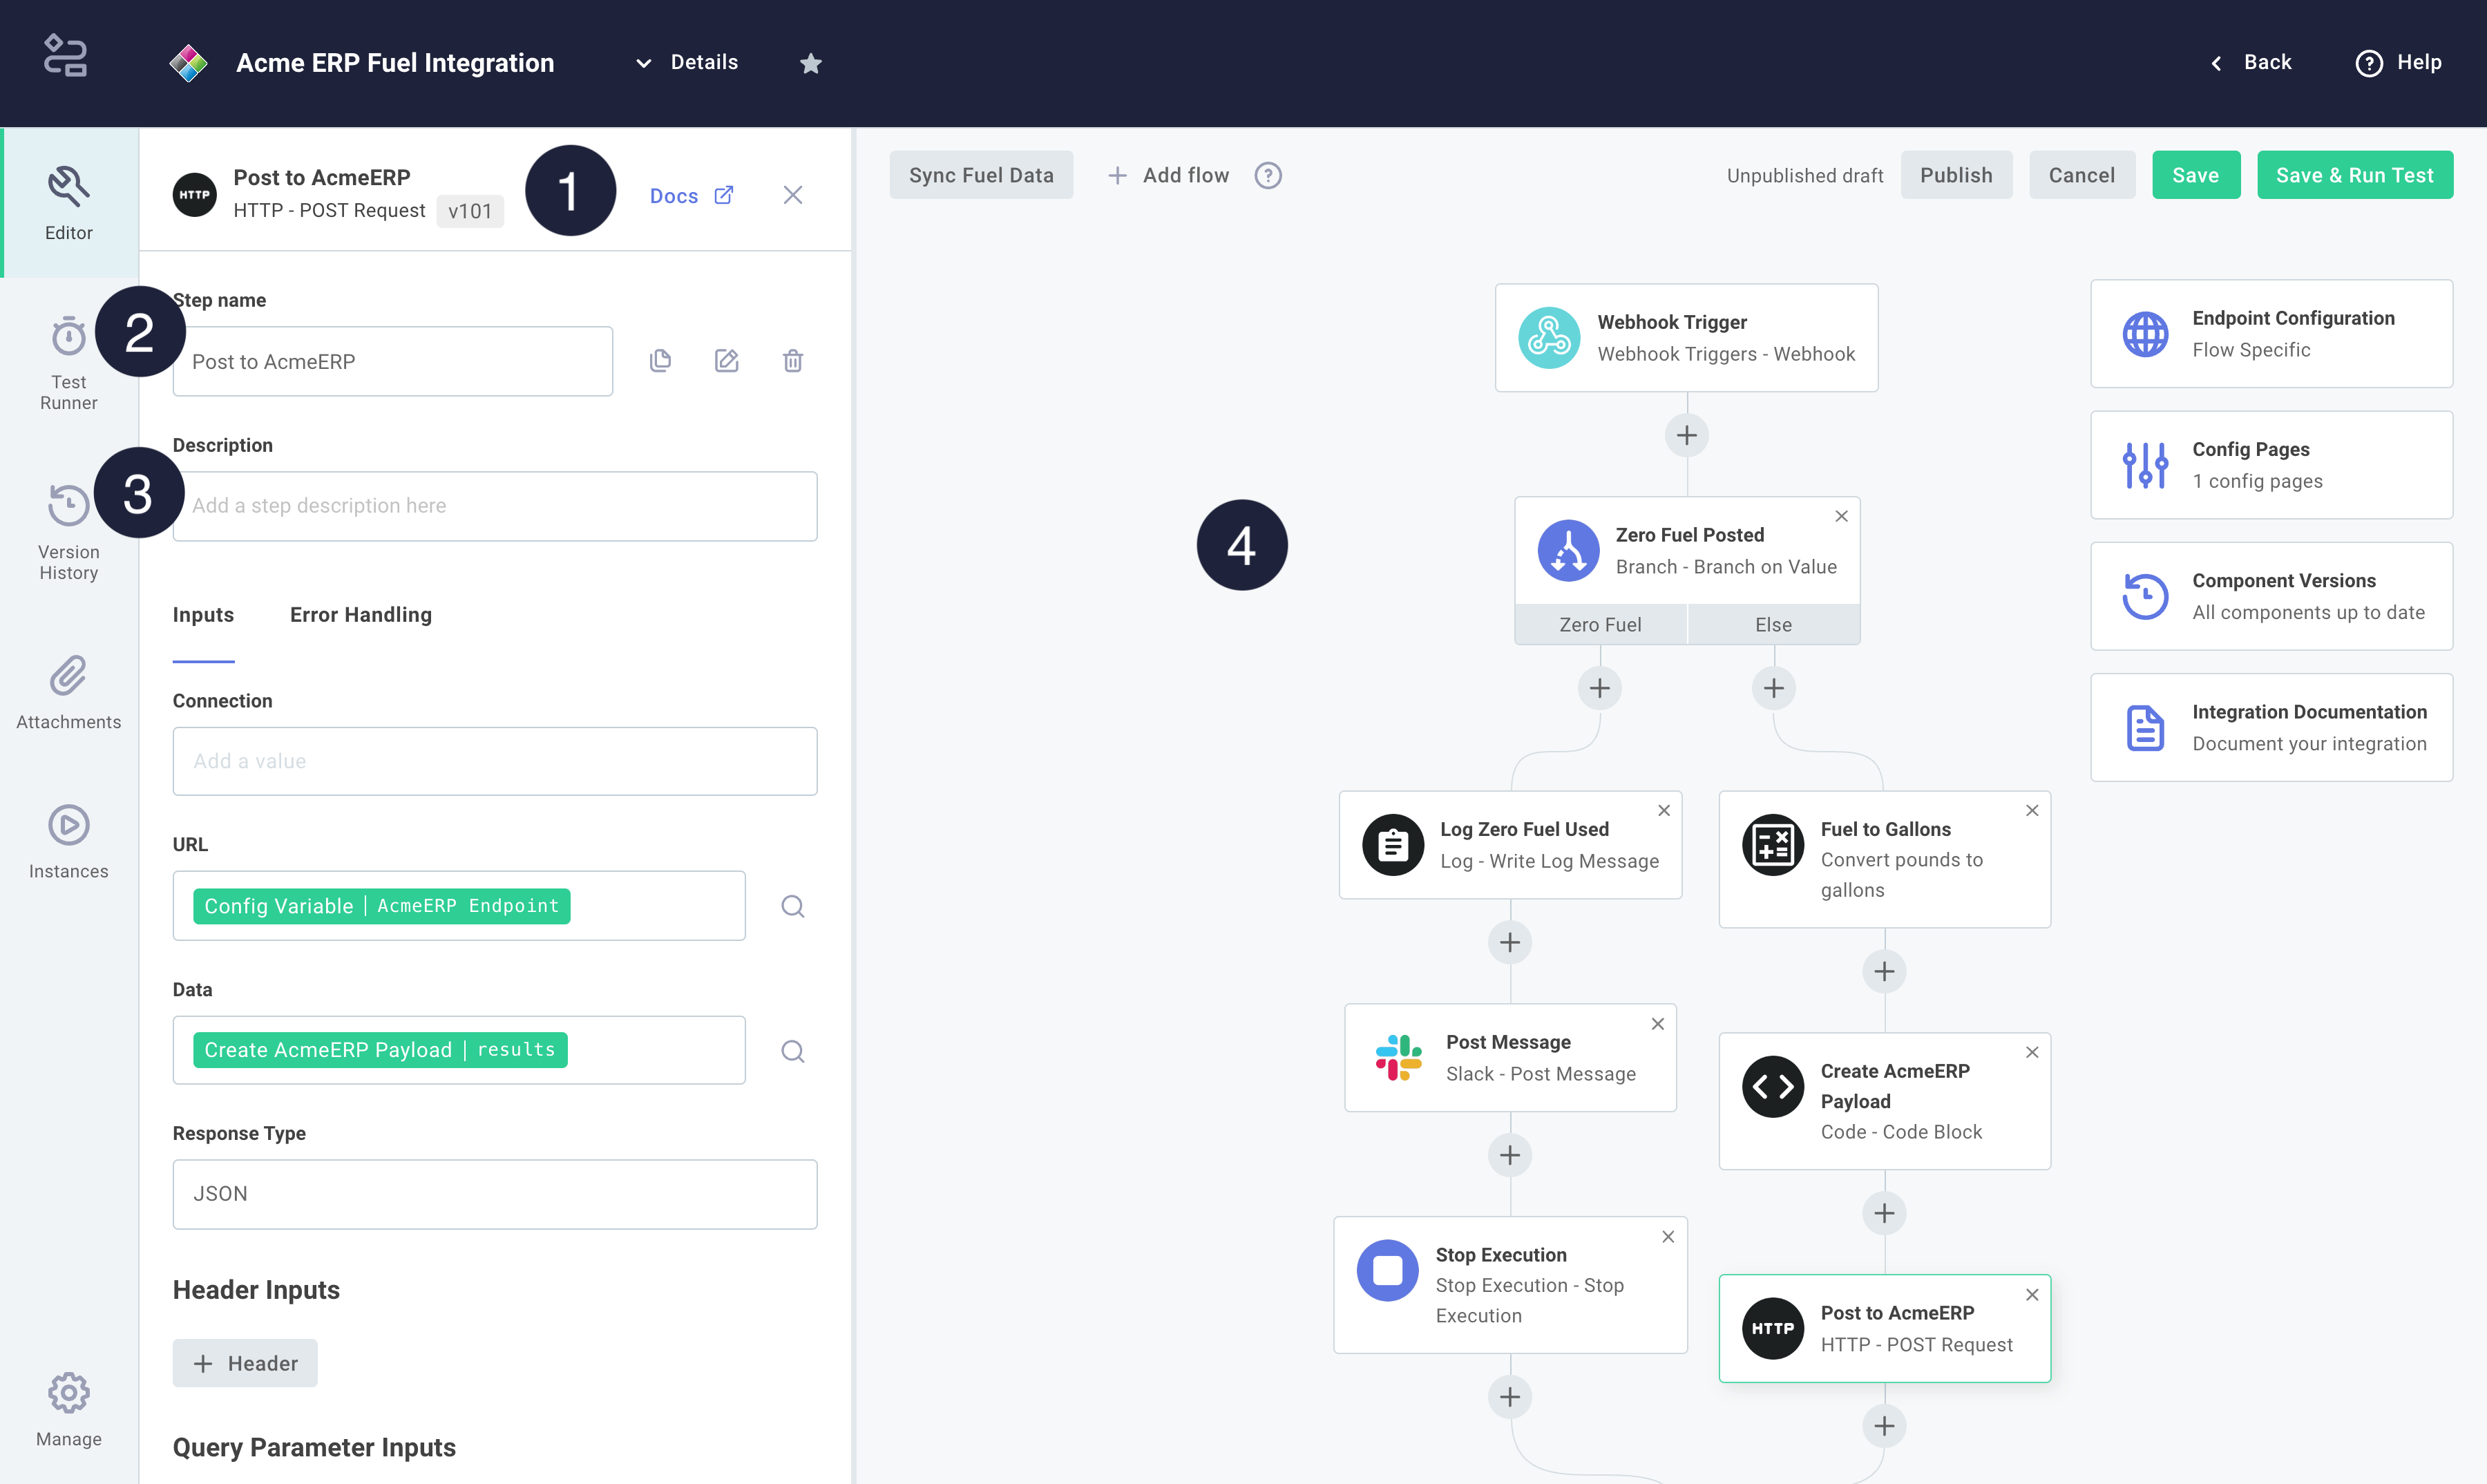 Acme ERP Fuel Integration
Details
Back
Help
Editor
Test
Runner
Version
History
Attachments
Instances
Manage
HTTP
Post to AcmeERP
HTTP - POST Request
v101
1
Docs
2
Step name
Post to AcmeERP
3
Description
Add a step description here
Inputs
Error Handling
Connection
Add a value
URL
Config Variable | AcmeERP Endpoint
Data
Create AcmeERP Payload | results
Response Type
JSON
Header Inputs
+ Header
Query Parameter Inputs
Sync Fuel Data
+ Add flow
?
Unpublished draft
Publish
Cancel
Save
Save & Run Test
4
Webhook Trigger
Webhook Triggers - Webhook
Zero Fuel Posted
Branch - Branch on Value
Zero Fuel
Else
Log Zero Fuel Used
Log - Write Log Message
Post Message
Slack - Post Message
Stop Execution
Stop Execution - Stop
Execution
Fuel to Gallons
Convert pounds to
gallons
Create AcmeERP
Payload
Code - Code Block
HTTP
Post to AcmeERP
HTTP - POST Request
Endpoint Configuration
Flow Specific
Config Pages
1 config pages
Component Versions
All components up to date
Integration Documentation
Document your integration